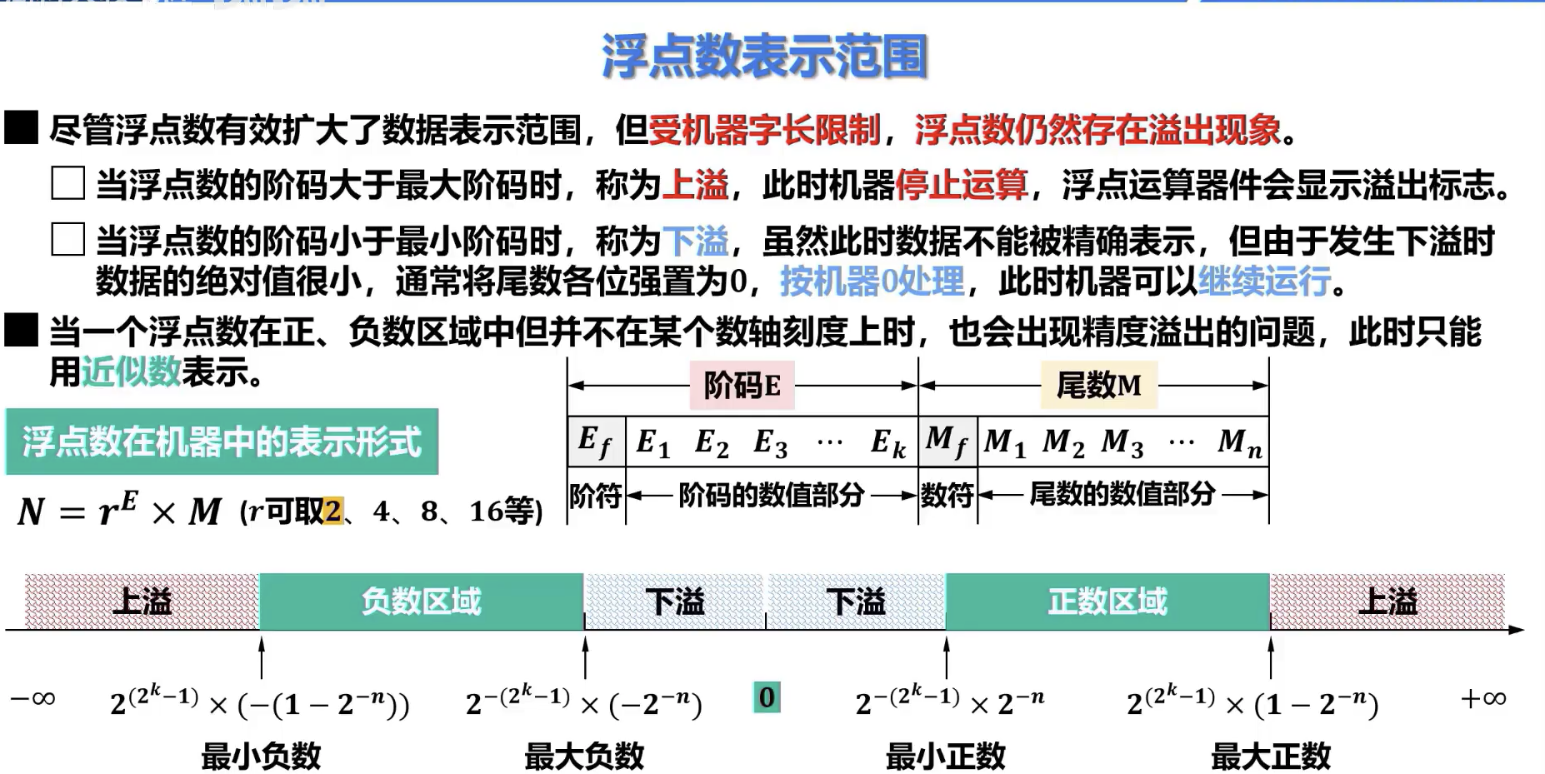 浮点数表示范围
尽管浮点数有效扩大了数据表示范围，但受机器字长限制，浮点数仍然存在溢出现象。
当浮点数的阶码大于最大阶码时，称为上溢，此时机器停止运算，浮点运算器件会显示溢出标志。
当浮点数的阶码小于最小阶码时，称为下溢，虽然此时数据不能被精确表示，但由于发生下溢时
数据的绝对值很小，通常将尾数各位强置为0，按机器0处理，此时机器可以继续运行。
当一个浮点数在正、负数区域中但并不在某个数轴刻度上时，也会出现精度溢出的问题，此时只能
用近似数表示。
阶码E 尾数M
浮点数在机器中的表示形式
E_f E_1 E_2 E_3 ⋯ E_k M_f M_1 M_2 M_3 ⋯ M_n
阶符 阶码的数值部分 数符 尾数的数值部分
N = r^E × M (r可取2、4、8、16等)
上溢 负数区域 下溢 下溢 正数区域 上溢
−∞ 2^(2^k−1) × (−(1 − 2^−n)) 2^−(2^k−1) × (−2^−n) 0 2^−(2^k−1) × 2^−n 2^(2^k−1) × (1 − 2^−n) +∞
最小负数 最大负数 最小正数 最大正数